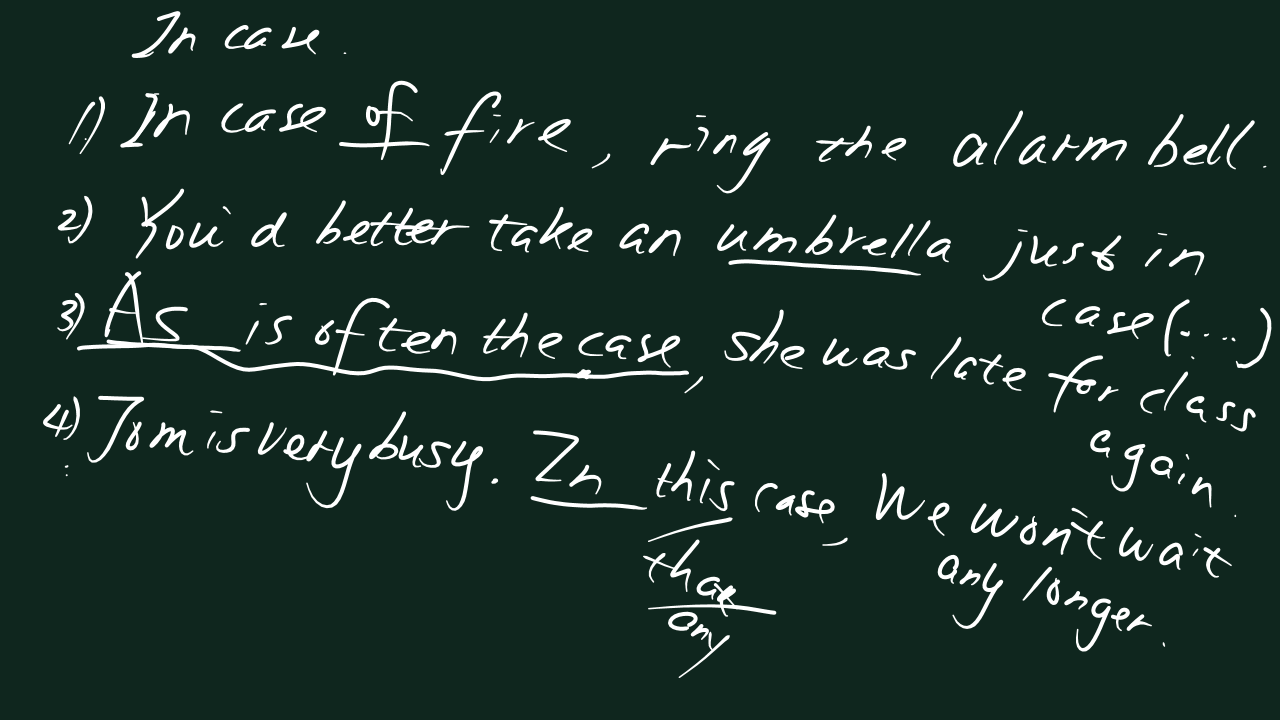 In case.
1) In case of fire, ring the alarm bell.
2) You'd better take an umbrella just in
case (....)
3) As is often the case, she was late for class
again.
4) Tom is very busy. In this case, We won't wait
any longer.
that
any